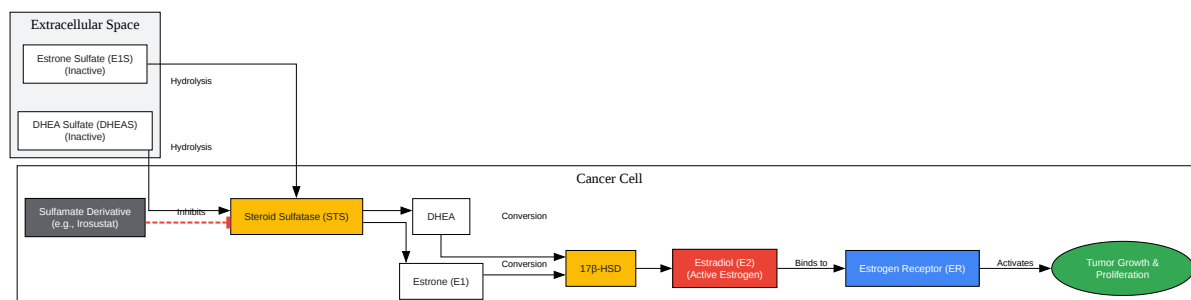 Extracellular Space
Estrone Sulfate (E1S)
(Inactive)
Hydrolysis
DHEA Sulfate (DHEAS)
(Inactive)
Hydrolysis
Cancer Cell
Sulfamate Derivative
(e.g., Irosustat)
Inhibits
Steroid Sulfatase (STS)
DHEA
Conversion
Estrone (E1)
Conversion
17β-HSD
Estradiol (E2)
(Active Estrogen)
Binds to
Estrogen Receptor (ER)
Activates
Tumor Growth &
Proliferation